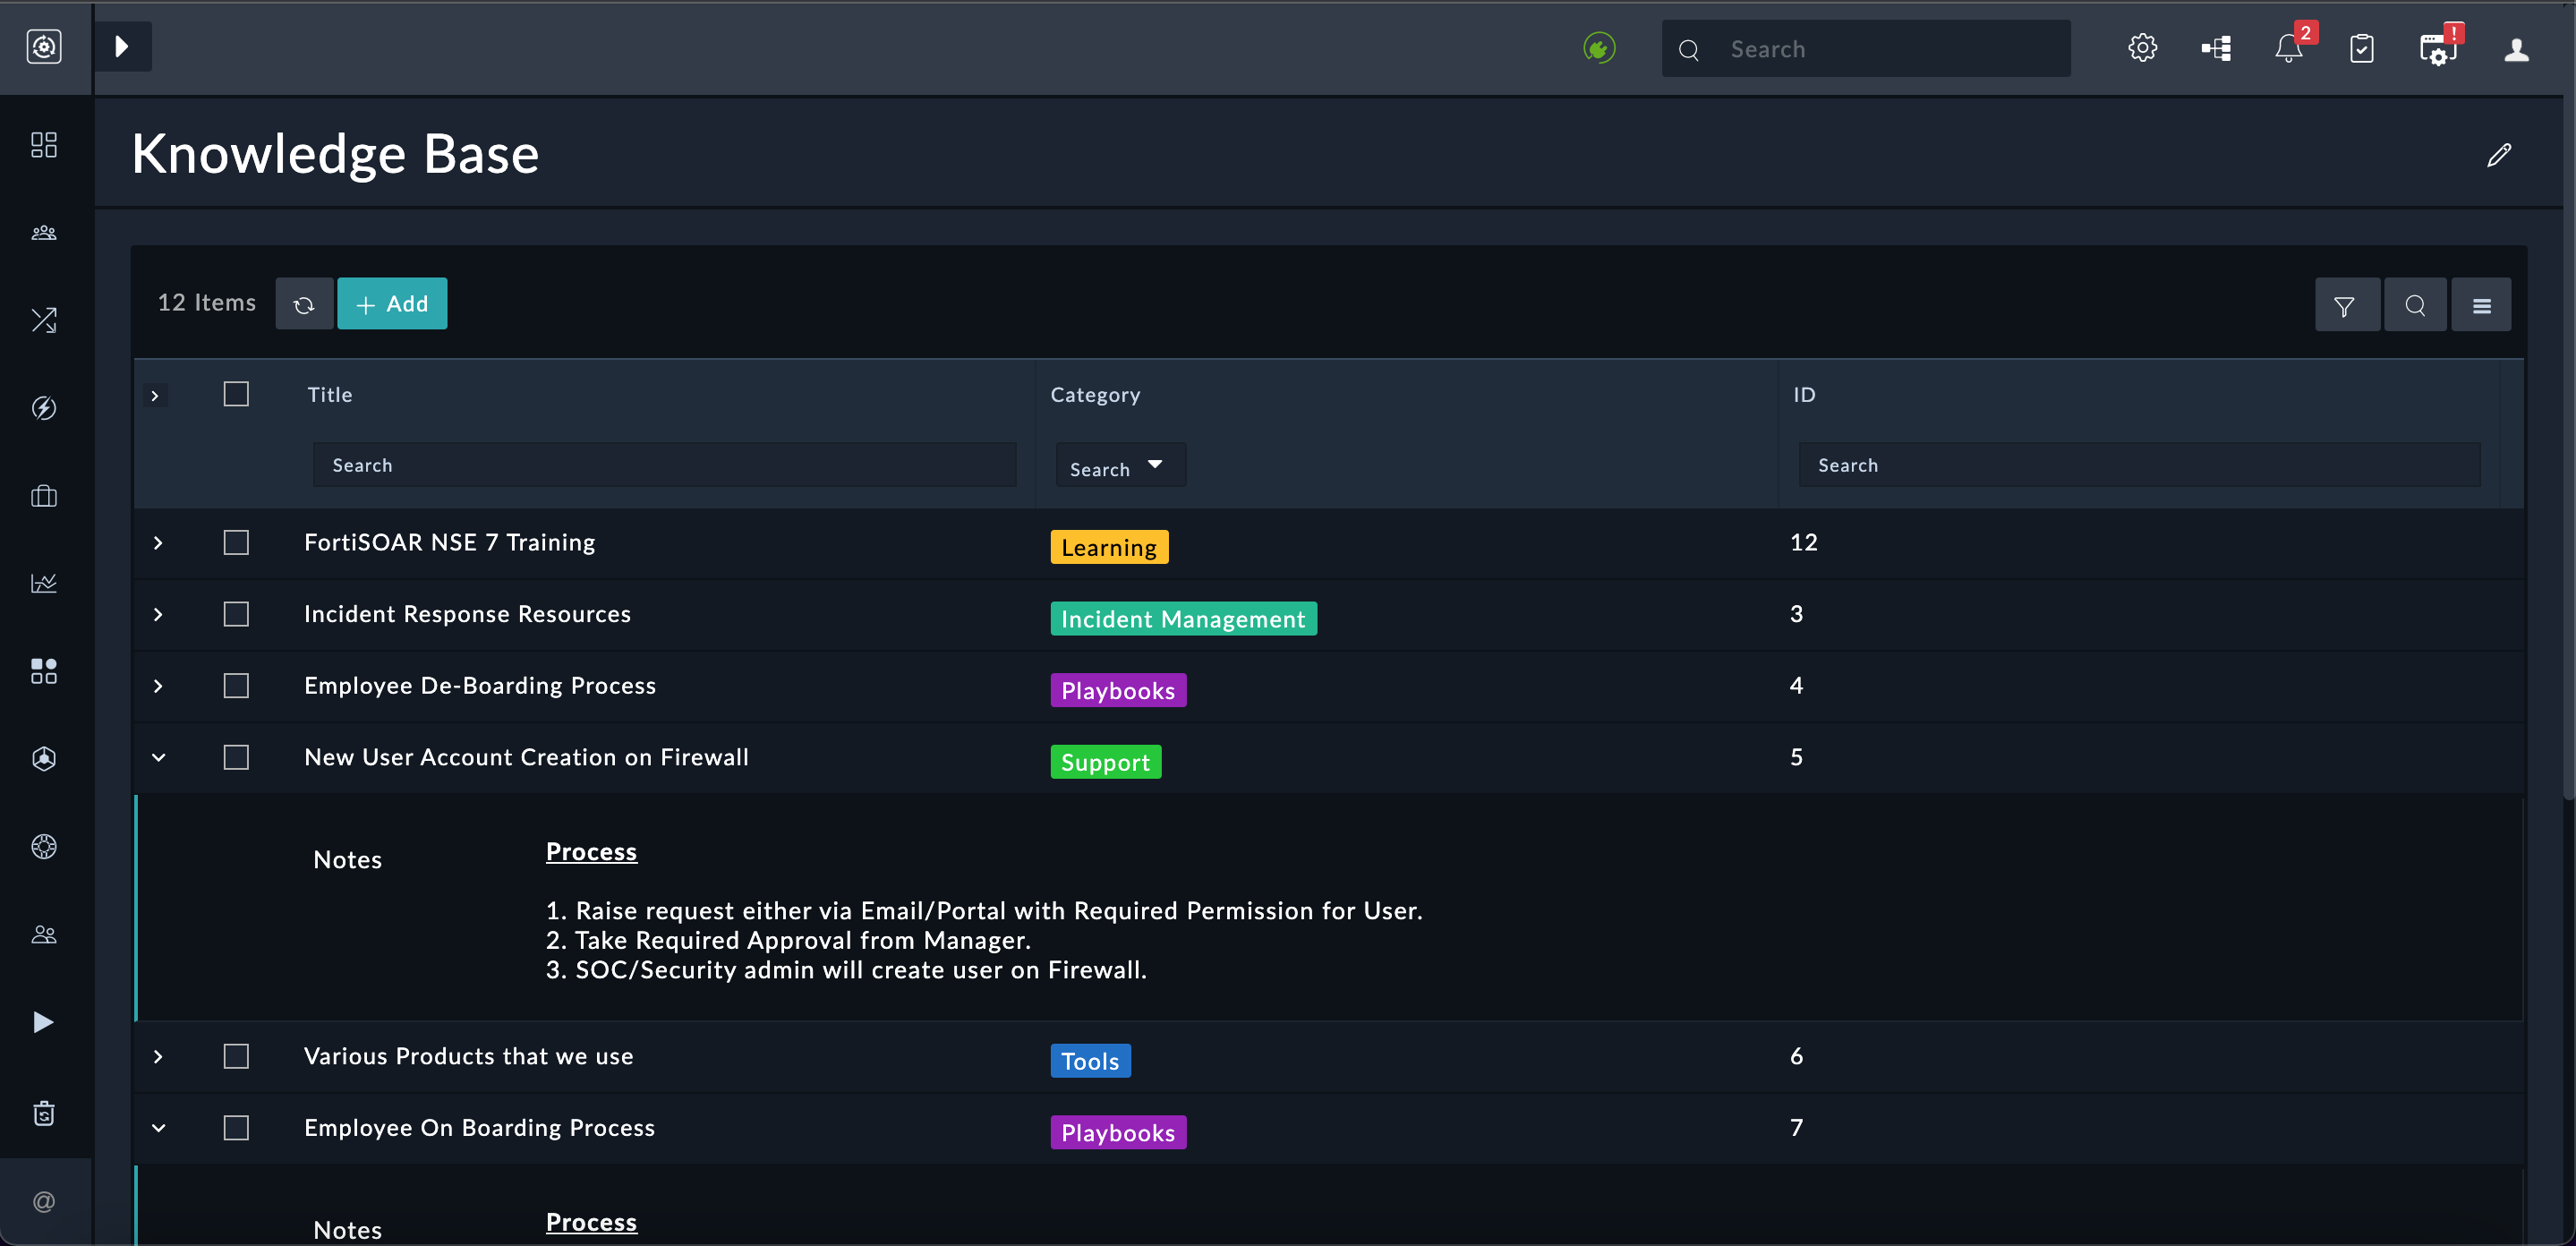 Search
2
!
Knowledge Base
12 Items
+ Add
Title Category ID
Search Search Search
FortiSOAR NSE 7 Training Learning 12
Incident Response Resources Incident Management 3
Employee De-Boarding Process Playbooks 4
New User Account Creation on Firewall Support 5
Notes Process
1. Raise request either via Email/Portal with Required Permission for User.
2. Take Required Approval from Manager.
3. SOC/Security admin will create user on Firewall.
Various Products that we use Tools 6
Employee On Boarding Process Playbooks 7
@
Notes Process